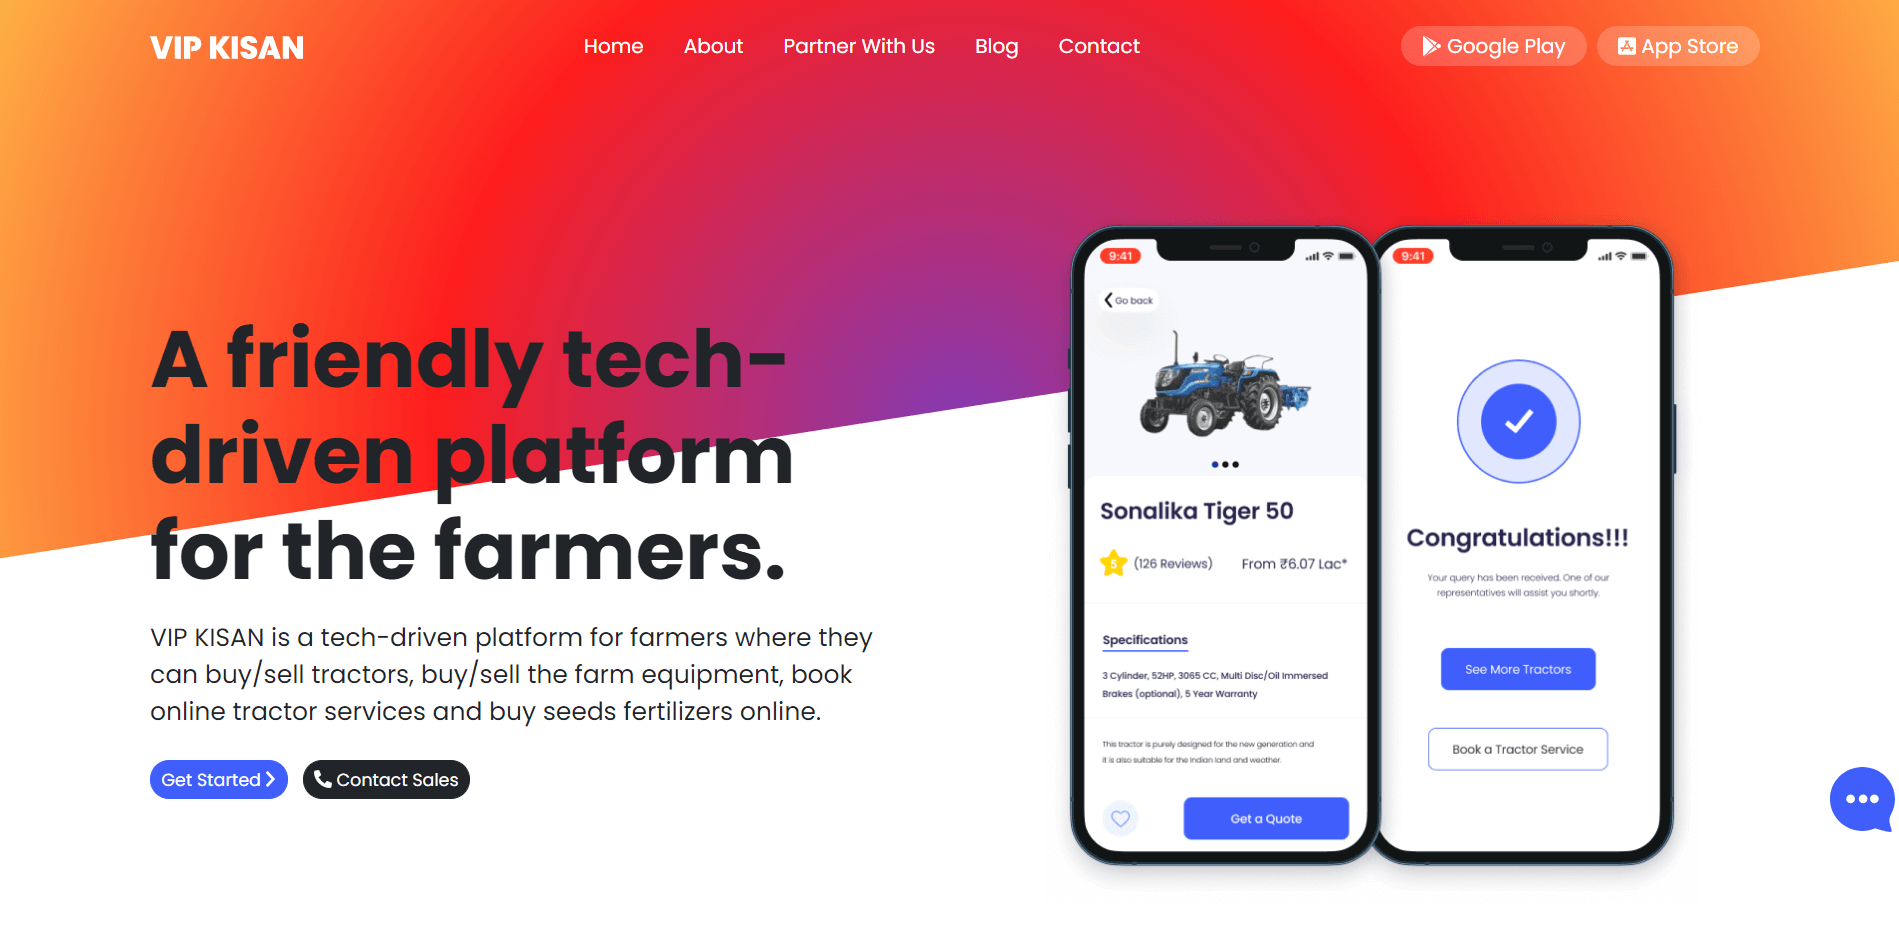 VIP KISAN
Home About Partner With Us Blog Contact
Google Play App Store
A friendly tech-
driven platform
for the farmers.
VIP KISAN is a tech-driven platform for farmers where they
can buy/sell tractors, buy/sell the farm equipment, book
online tractor services and buy seeds fertilizers online.
Get Started Contact Sales
9:41
Go back
Sonalika Tiger 50
5 (126 Reviews) From ₹6.07 Lac*
Specifications
3 Cylinder, 52HP, 3065 CC, Multi Disc/Oil Immersed
Brakes (optional), 5 Year Warranty
This tractor is purely designed for the new generation and
it is also suitable for the Indian land and weather.
Get a Quote
9:41
Congratulations!!!
Your query has been received. One of our
representatives will assist you shortly.
See More Tractors
Book a Tractor Service